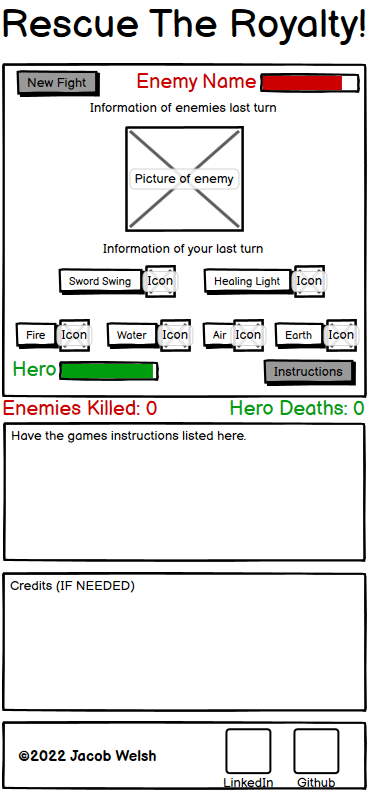 Rescue The Royalty!
New Fight
Enemy Name
Information of enemies last turn
Picture of enemy
Information of your last turn
Sword Swing Icon Healing Light Icon
Fire Icon Water Icon Air Icon Earth Icon
Hero
Instructions
Enemies Killed: 0 Hero Deaths: 0
Have the games instructions listed here.
Credits (IF NEEDED)
©2022 Jacob Welsh
LinkedIn Github